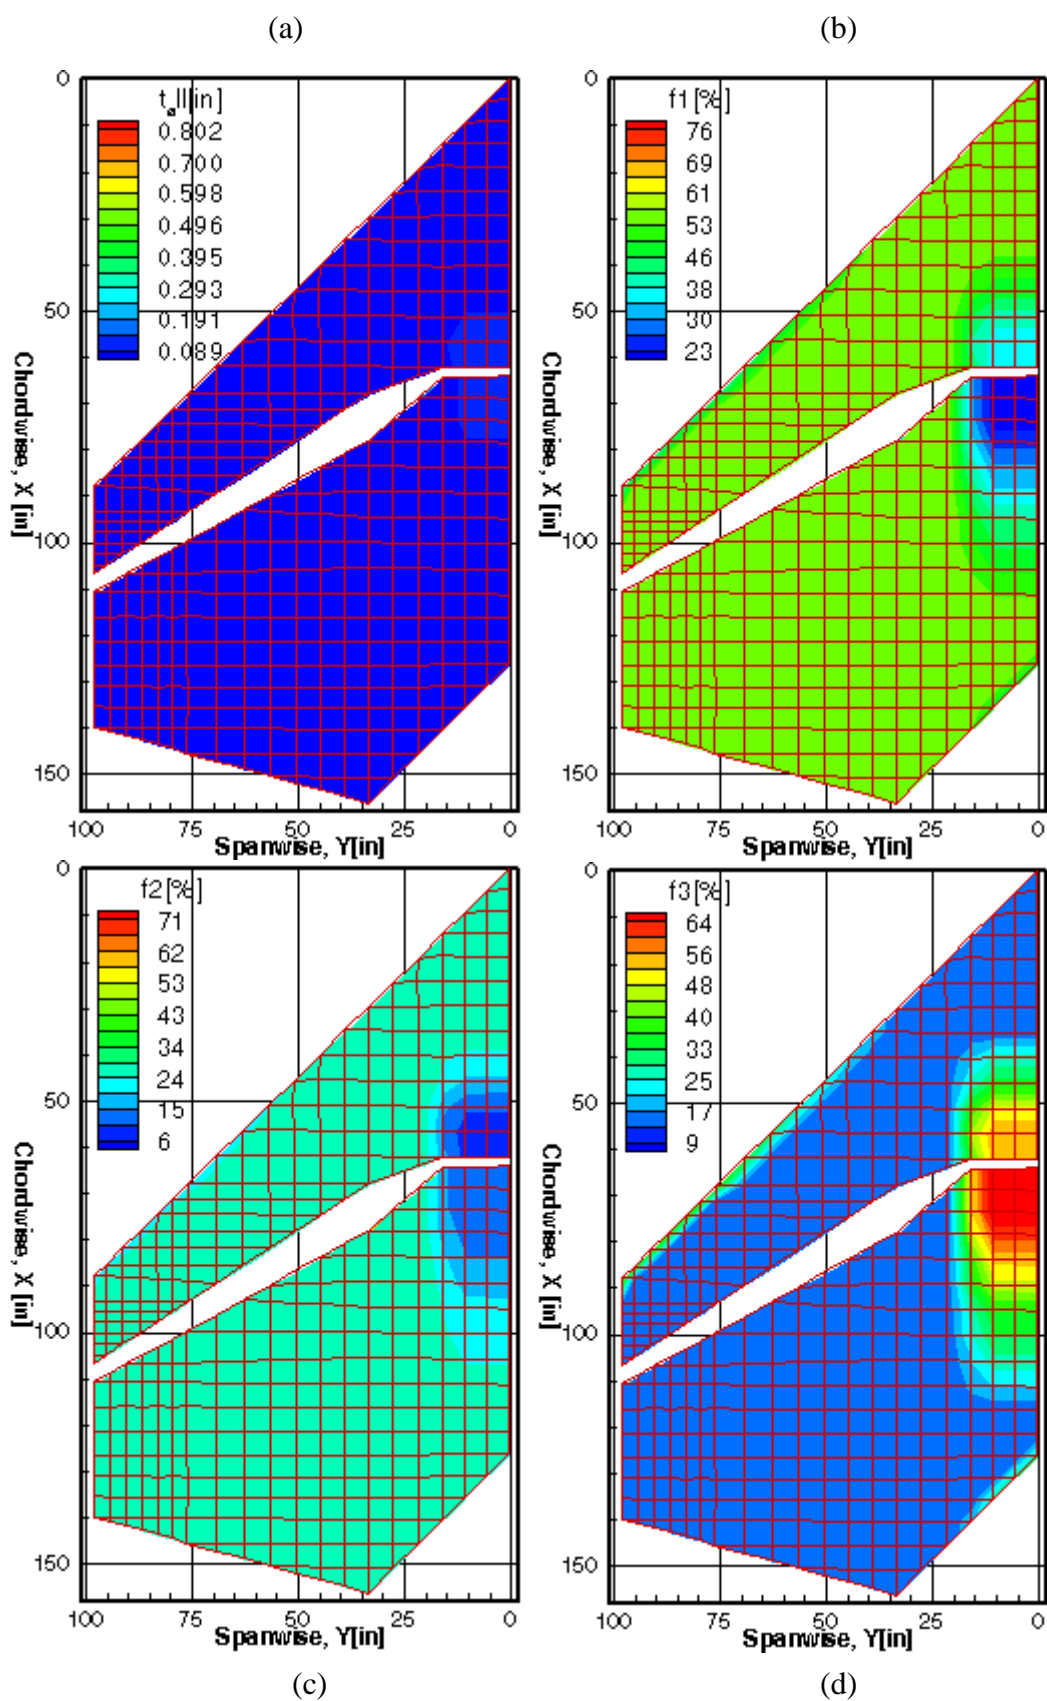 (a)
(b)
0
50
100
150
Chordwise, X [in]
t_all[in]
0.802
0.700
0.598
0.496
0.395
0.293
0.191
0.089
100 75 50 25 0
Spanwise, Y[in]
0
50
100
150
Chordwise, X [in]
f1[%]
76
69
61
53
46
38
30
23
100 75 50 25 0
Spanwise, Y[in]
0
50
100
150
Chordwise, X [in]
f2[%]
71
62
53
43
34
24
15
6
100 75 50 25 0
Spanwise, Y[in]
0
50
100
150
Chordwise, X [in]
f3[%]
64
56
48
40
33
25
17
9
100 75 50 25 0
Spanwise, Y[in]
(c)
(d)